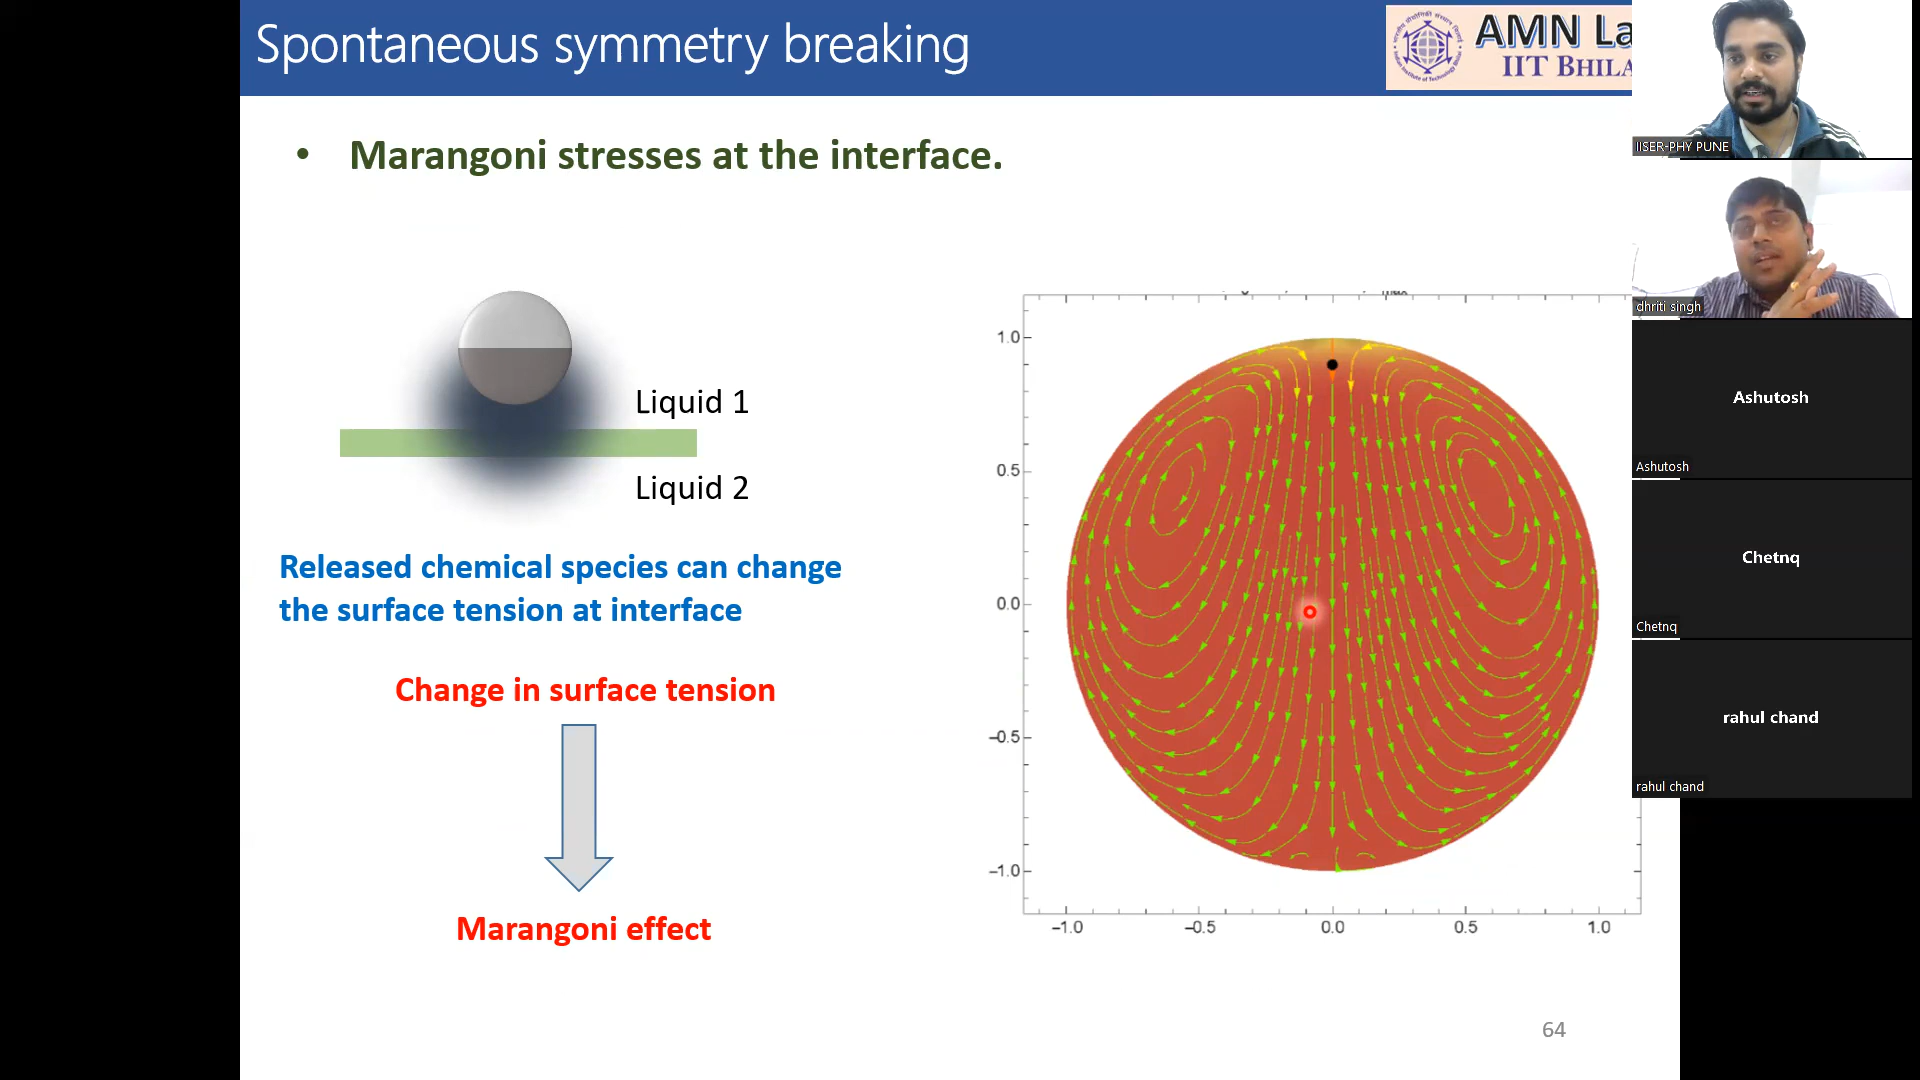 Spontaneous symmetry breaking
AMN La
IIT BHILA
• Marangoni stresses at the interface.
Liquid 1
Liquid 2
Released chemical species can change
the surface tension at interface
Change in surface tension
Marangoni effect
1.0
0.5
0.0
−0.5
−1.0
−1.0 −0.5 0.0 0.5 1.0
64
IISER-PHY PUNE
dhriti singh
Ashutosh
Ashutosh
Chetnq
Chetnq
rahul chand
rahul chand